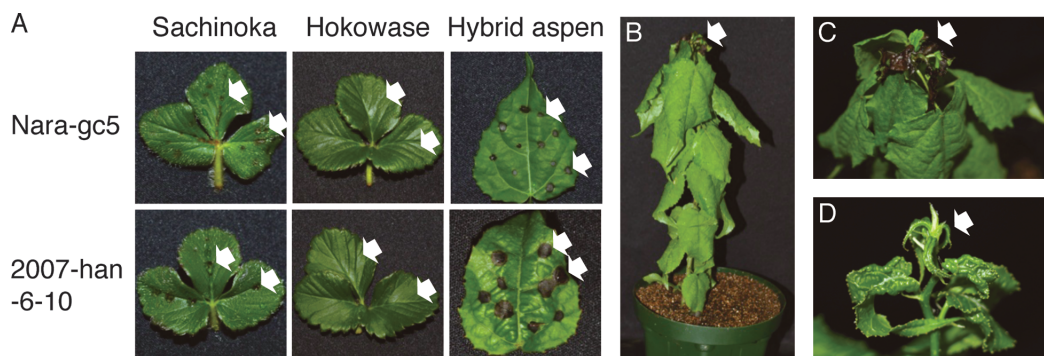 A
Sachinoka Hokowase Hybrid aspen
Nara-gc5
2007-han
-6-10
B
C
D